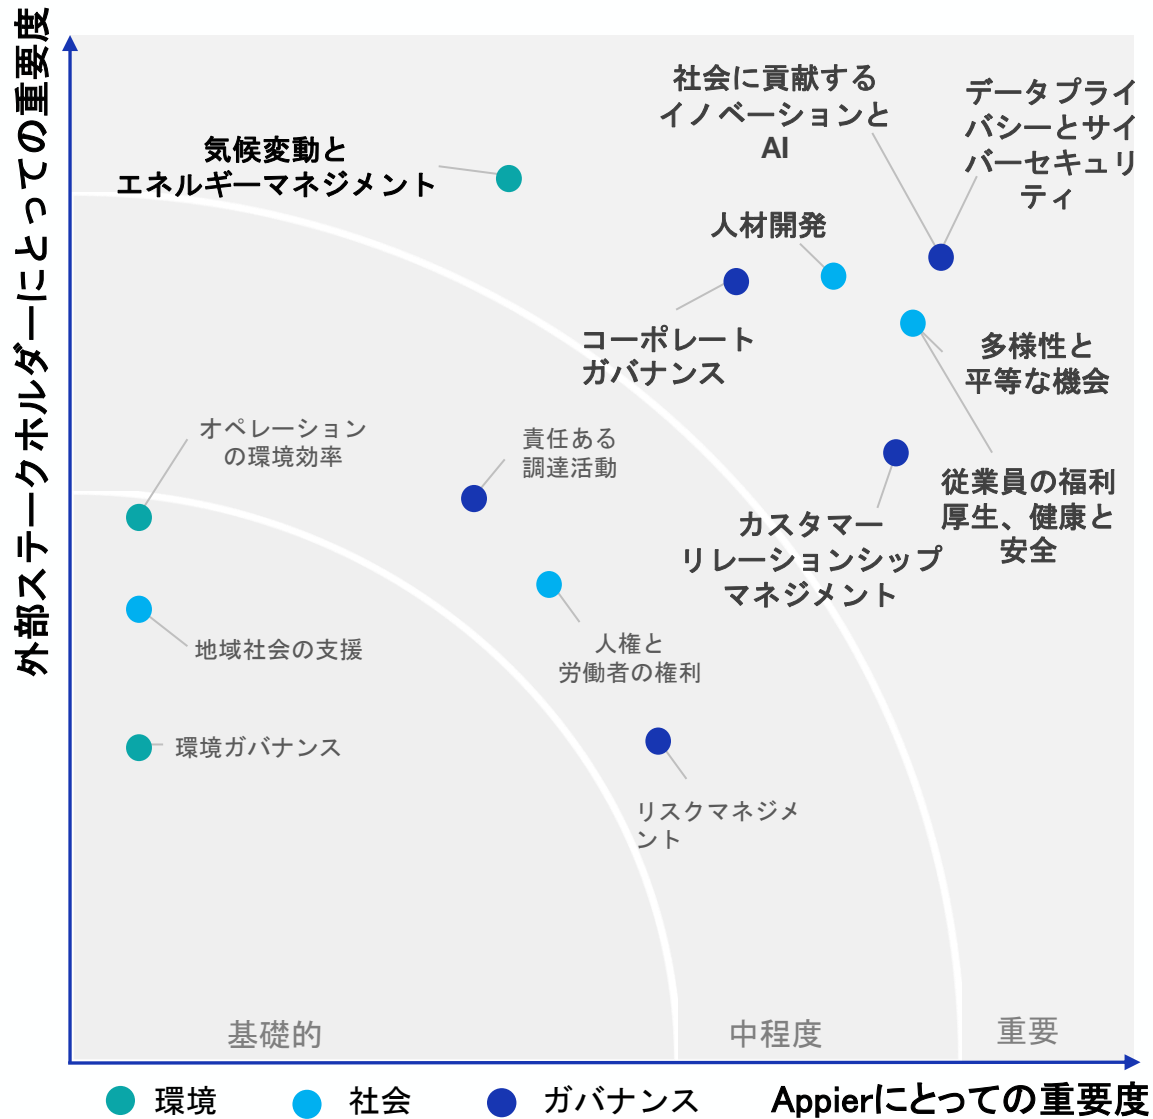 外部ステークホルダーにとっての重要度
社会に貢献する
イノベーションと
AI
データプライ
バシーとサイ
バーセキュリ
ティ
気候変動と
エネルギーマネジメント
人材開発
コーポレート
ガバナンス
多様性と
平等な機会
オペレーション
の環境効率
責任ある
調達活動
従業員の福利
厚生、健康と
安全
カスタマー
リレーションシップ
マネジメント
地域社会の支援
人権と
労働者の権利
環境ガバナンス
リスクマネジメ
ント
基礎的
中程度
重要
環境
社会
ガバナンス
Appierにとっての重要度